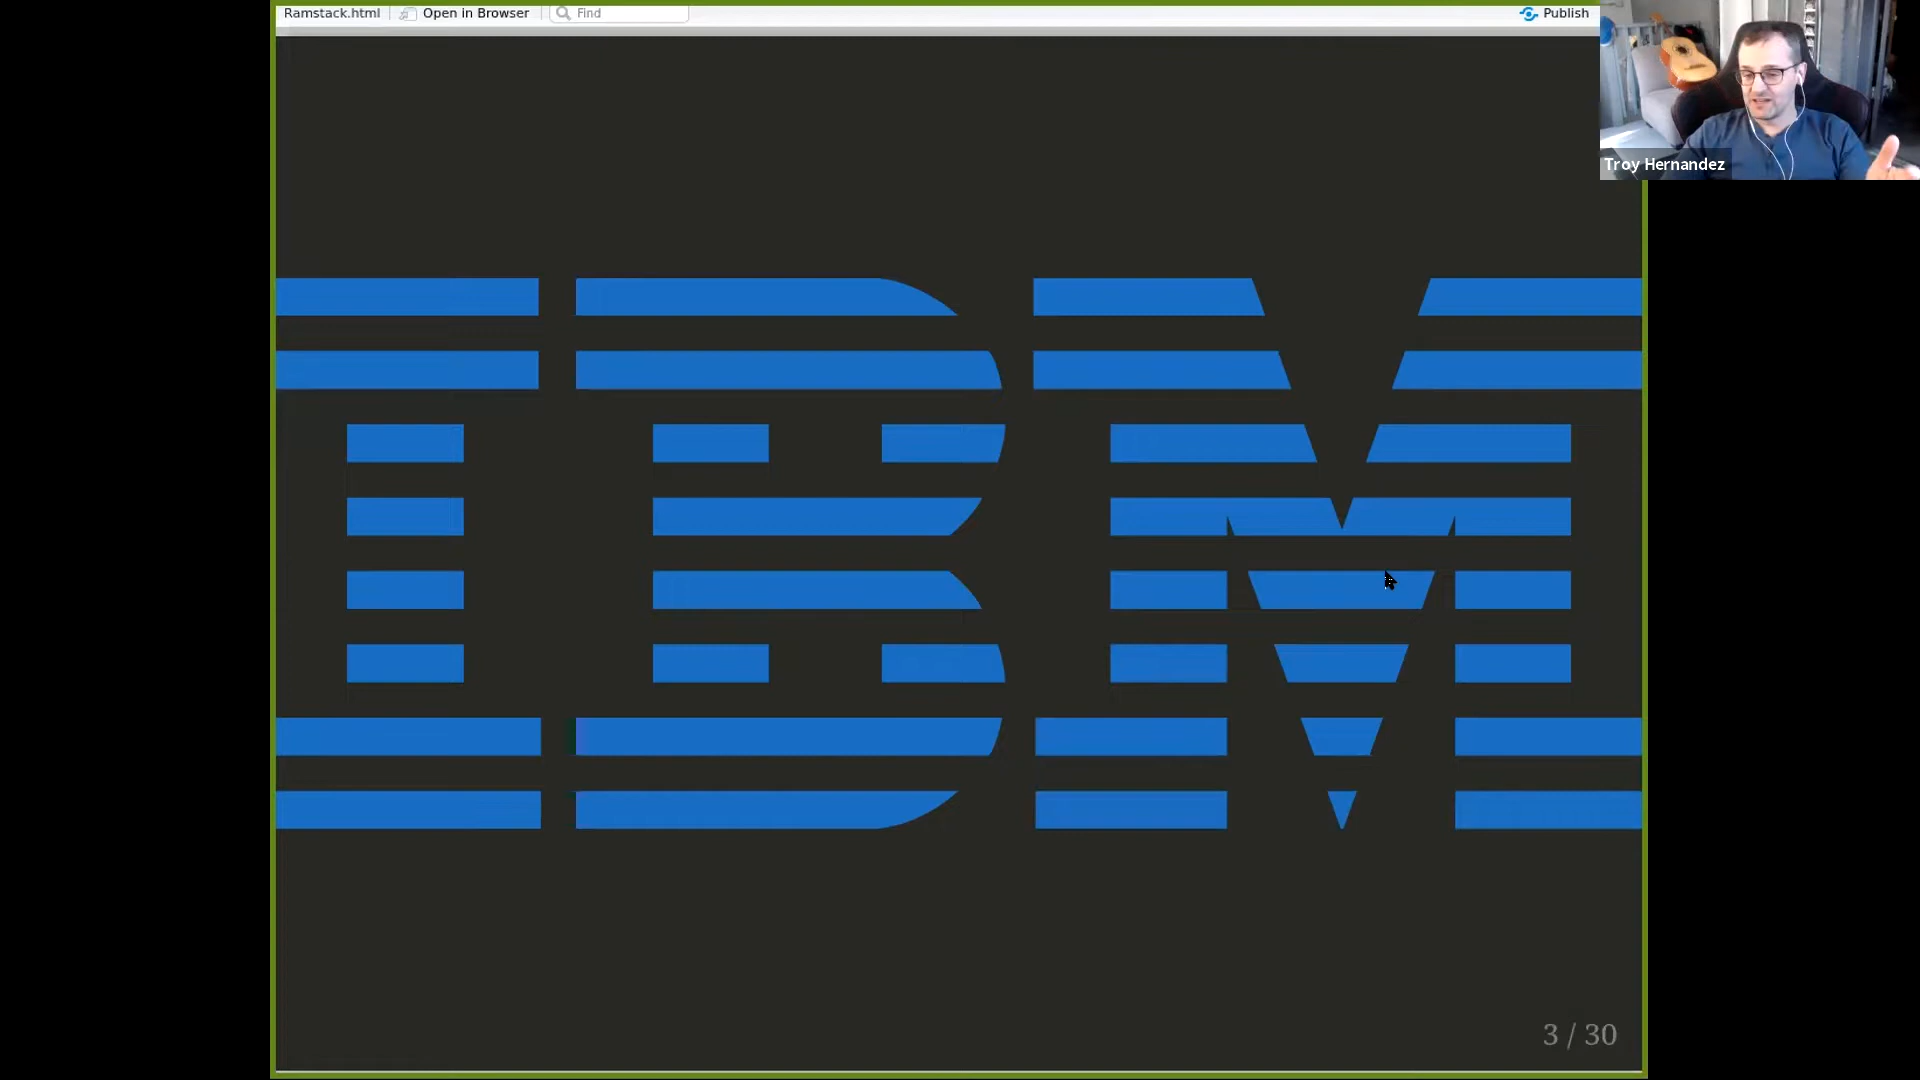 Ramstack.html
Open in Browser
Find
Publish
Troy Hernandez
IBM
3 / 30